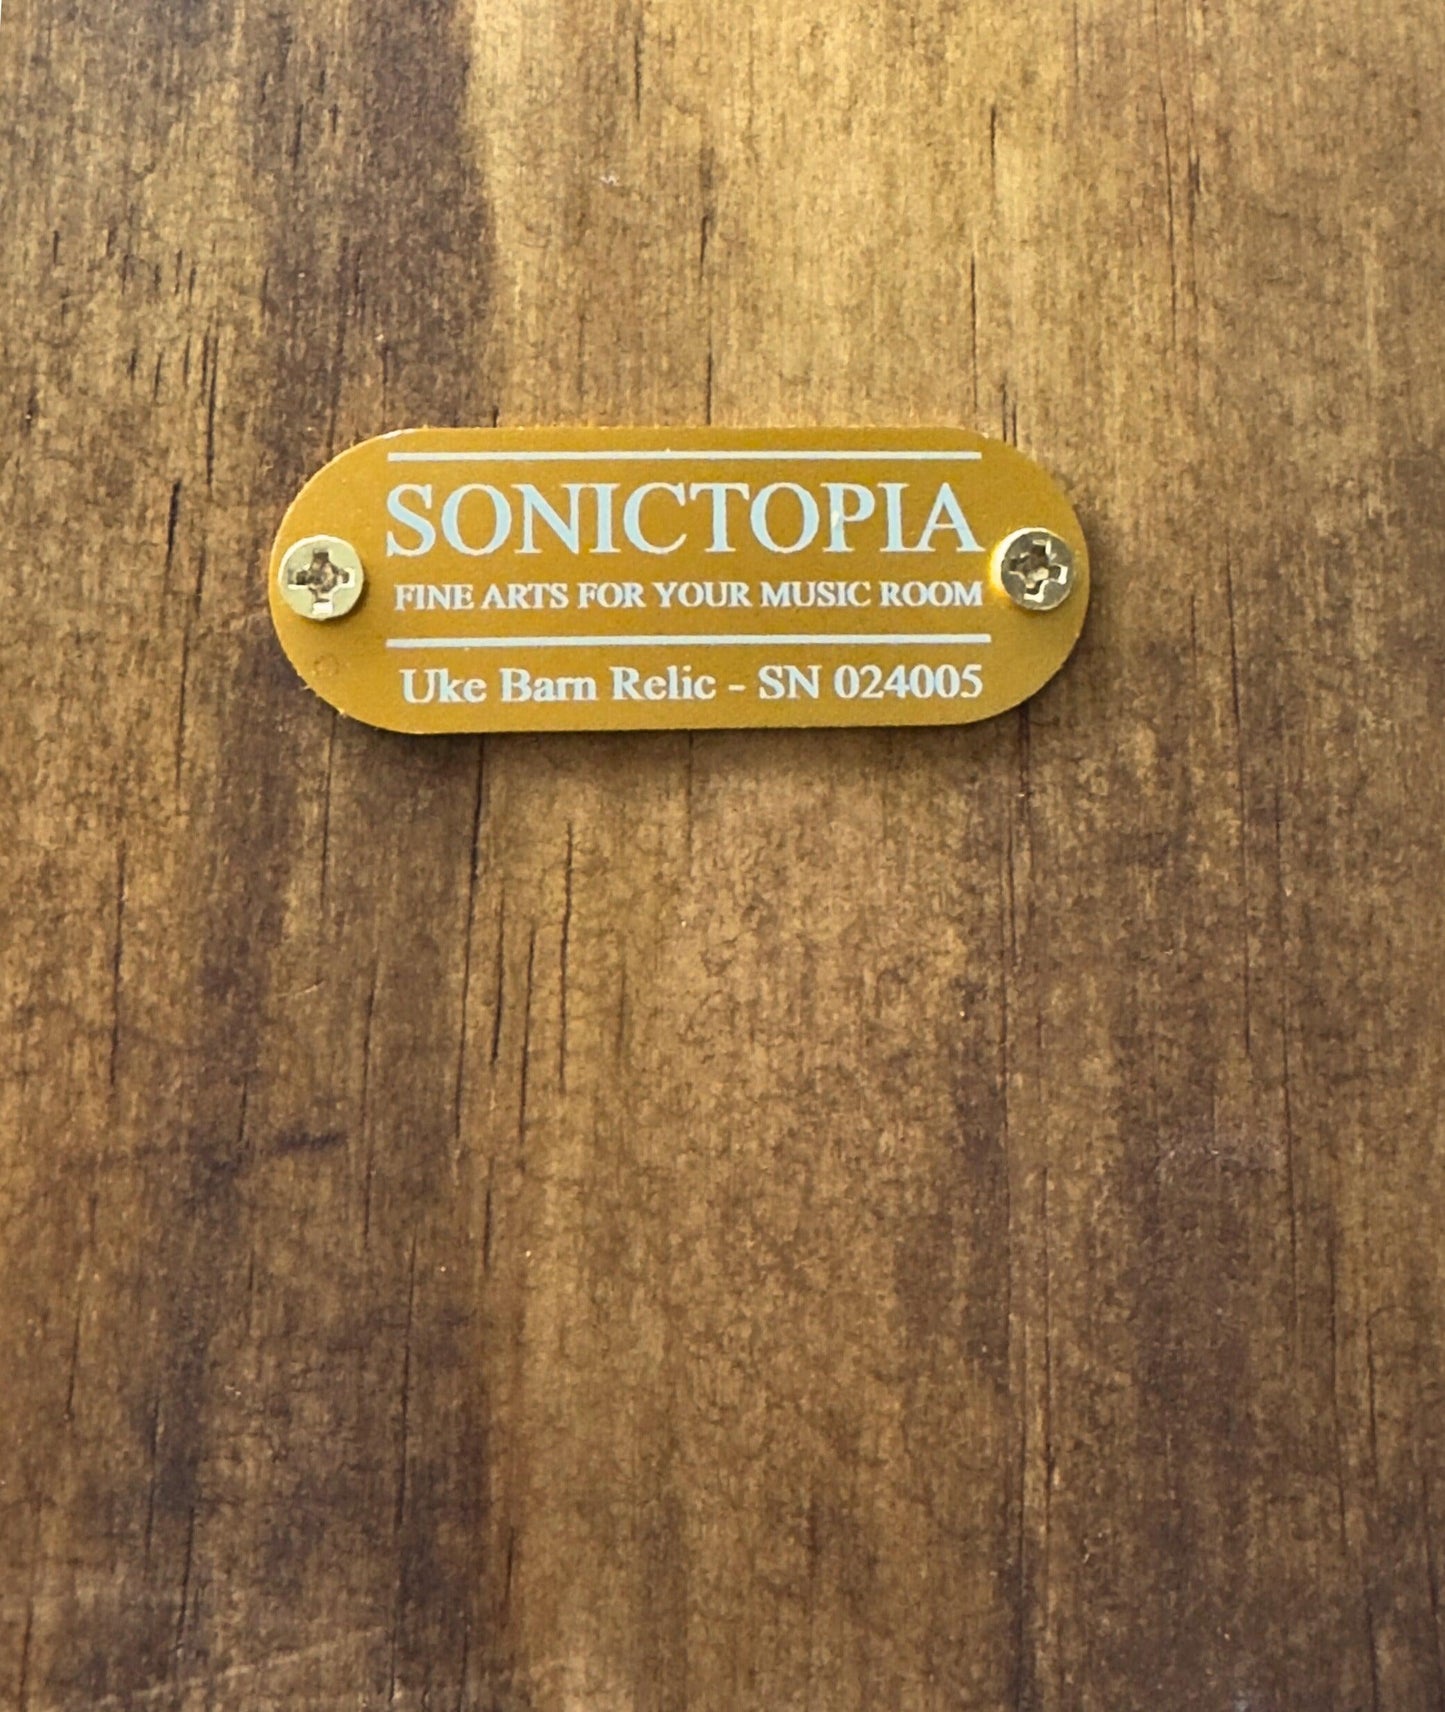 SONICTOPIA
FINE ARTS FOR YOUR MUSIC ROOM
Uke Barn Relic - SN 024005